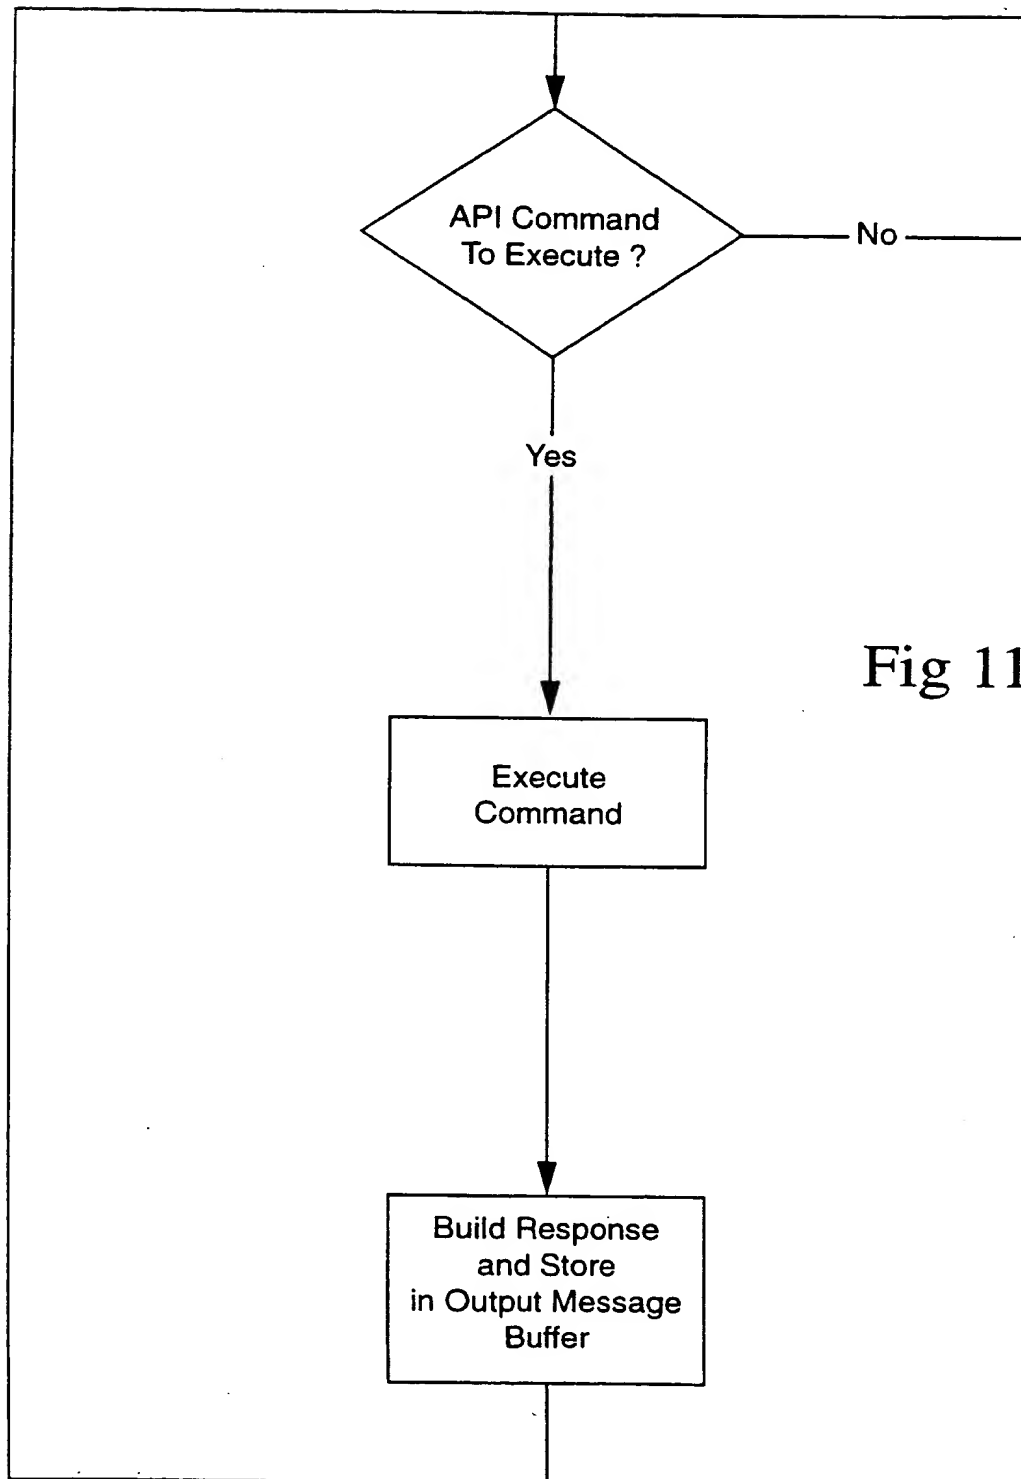 API Command
To Execute ?
No
Yes
Fig 11
Execute
Command
Build Response
and Store
in Output Message
Buffer